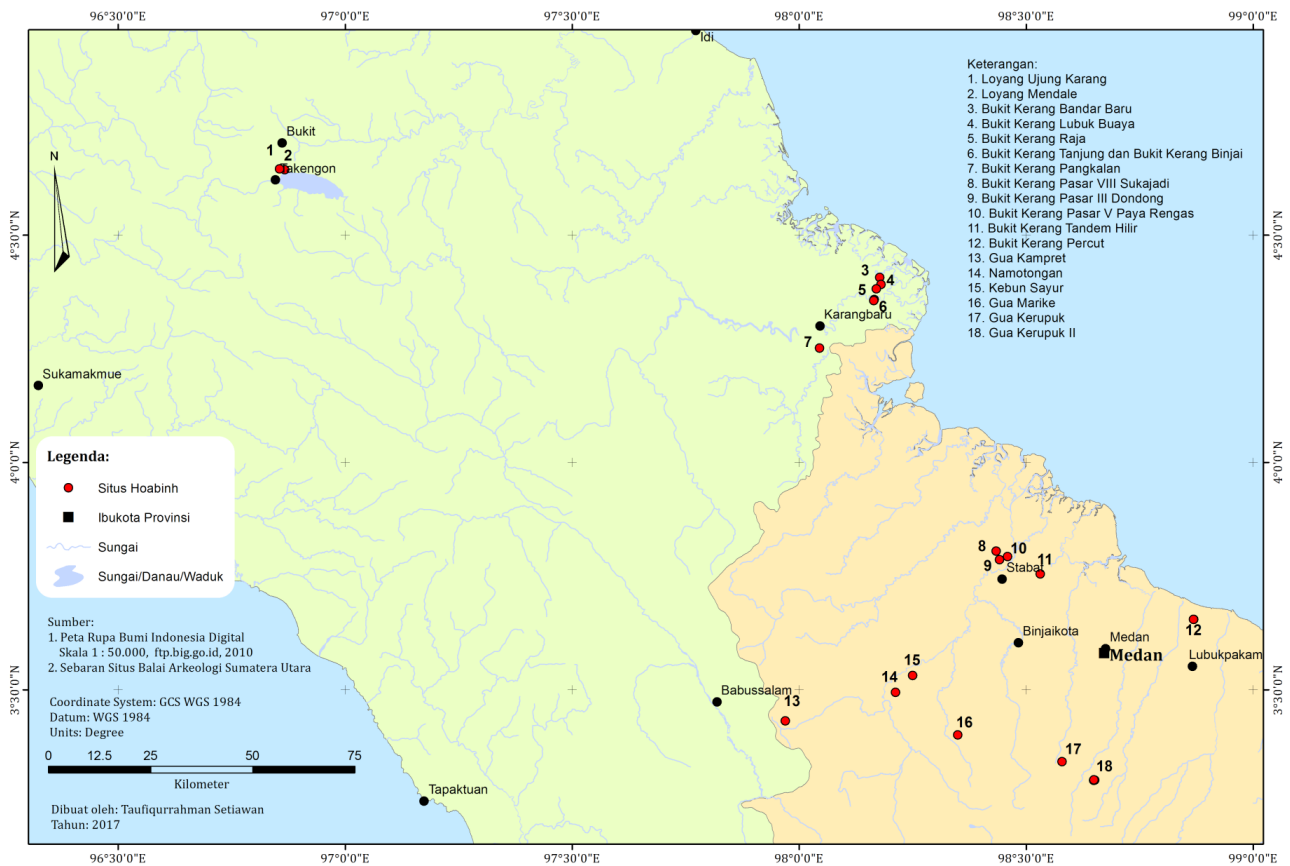 96°30'0"E
97°0'0"E
97°30'0"E
98°0'0"E
98°30'0"E
99°0'0"E
Idi
Keterangan:
1. Loyang Ujung Karang
2. Loyang Mendale
3. Bukit Kerang Bandar Baru
4. Bukit Kerang Lubuk Buaya
5. Bukit Kerang Raja
6. Bukit Kerang Tanjung dan Bukit Kerang Binjai
7. Bukit Kerang Pangkalan
8. Bukit Kerang Pasar VIII Sukajadi
9. Bukit Kerang Pasar III Dondong
10. Bukit Kerang Pasar V Paya Rengas
11. Bukit Kerang Tandem Hilir
12. Bukit Kerang Percut
13. Gua Kampret
14. Namotongan
15. Kebun Sayur
16. Gua Marike
17. Gua Kerupuk
18. Gua Kerupuk II
N
Bukit
1
2
Takengon
4°30'0"N
4°30'0"N
3
4
5
6
Karangbaru
7
Sukamakmue
4°0'0"N
4°0'0"N
Legenda:
Situs Hoabinh
Ibukota Provinsi
Sungai
Sungai/Danau/Waduk
8
10
9
11
Stabat
12
Binjaikota
Medan
Medan
Lubukpakam
Sumber:
1. Peta Rupa Bumi Indonesia Digital
Skala 1 : 50.000, ftp.big.go.id, 2010
2. Sebaran Situs Balai Arkeologi Sumatera Utara
Coordinate System: GCS WGS 1984
Datum: WGS 1984
Units: Degree
0 12.5 25 50 75
Kilometer
Dibuat oleh: Taufiqurrahman Setiawan
Tahun: 2017
3°30'0"N
3°30'0"N
Babussalam
13
14
15
16
17
18
Tapaktuan
96°30'0"E
97°0'0"E
97°30'0"E
98°0'0"E
98°30'0"E
99°0'0"E